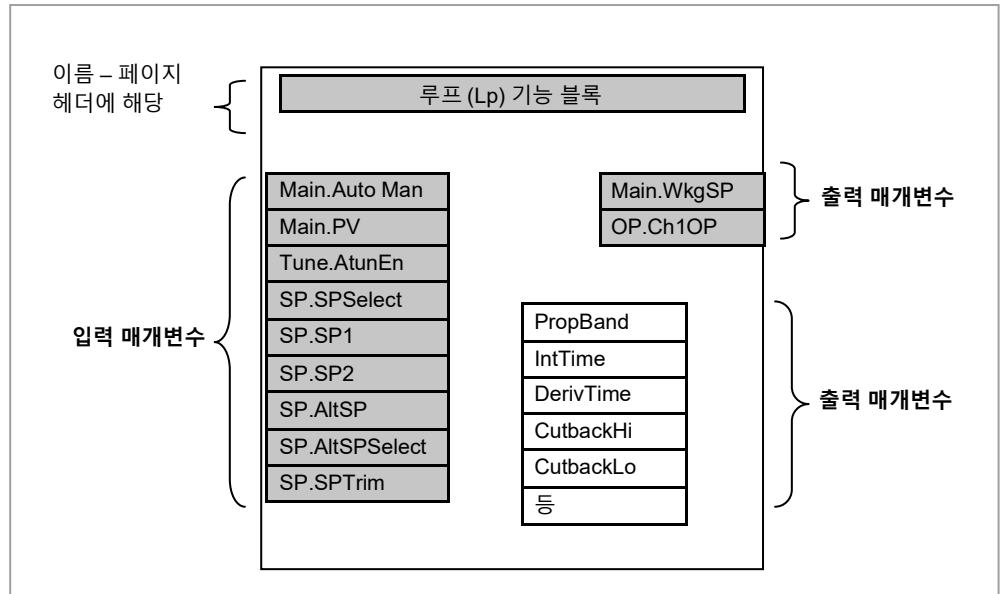 이름 – 페이지
헤더에 해당
루프 (Lp) 기능 블록
입력 매개변수
Main.Auto Man
Main.PV
Tune.AtunEn
SP.SPSelect
SP.SP1
SP.SP2
SP.AltSP
SP.AltSPSelect
SP.SPTrim
Main.WkgSP
OP.Ch1OP
출력 매개변수
PropBand
IntTime
DerivTime
CutbackHi
CutbackLo
등
출력 매개변수